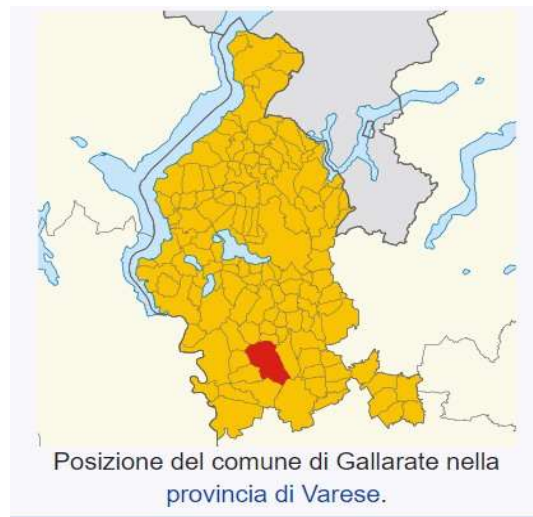 Posizione del comune di Gallarate nella
provincia di Varese.